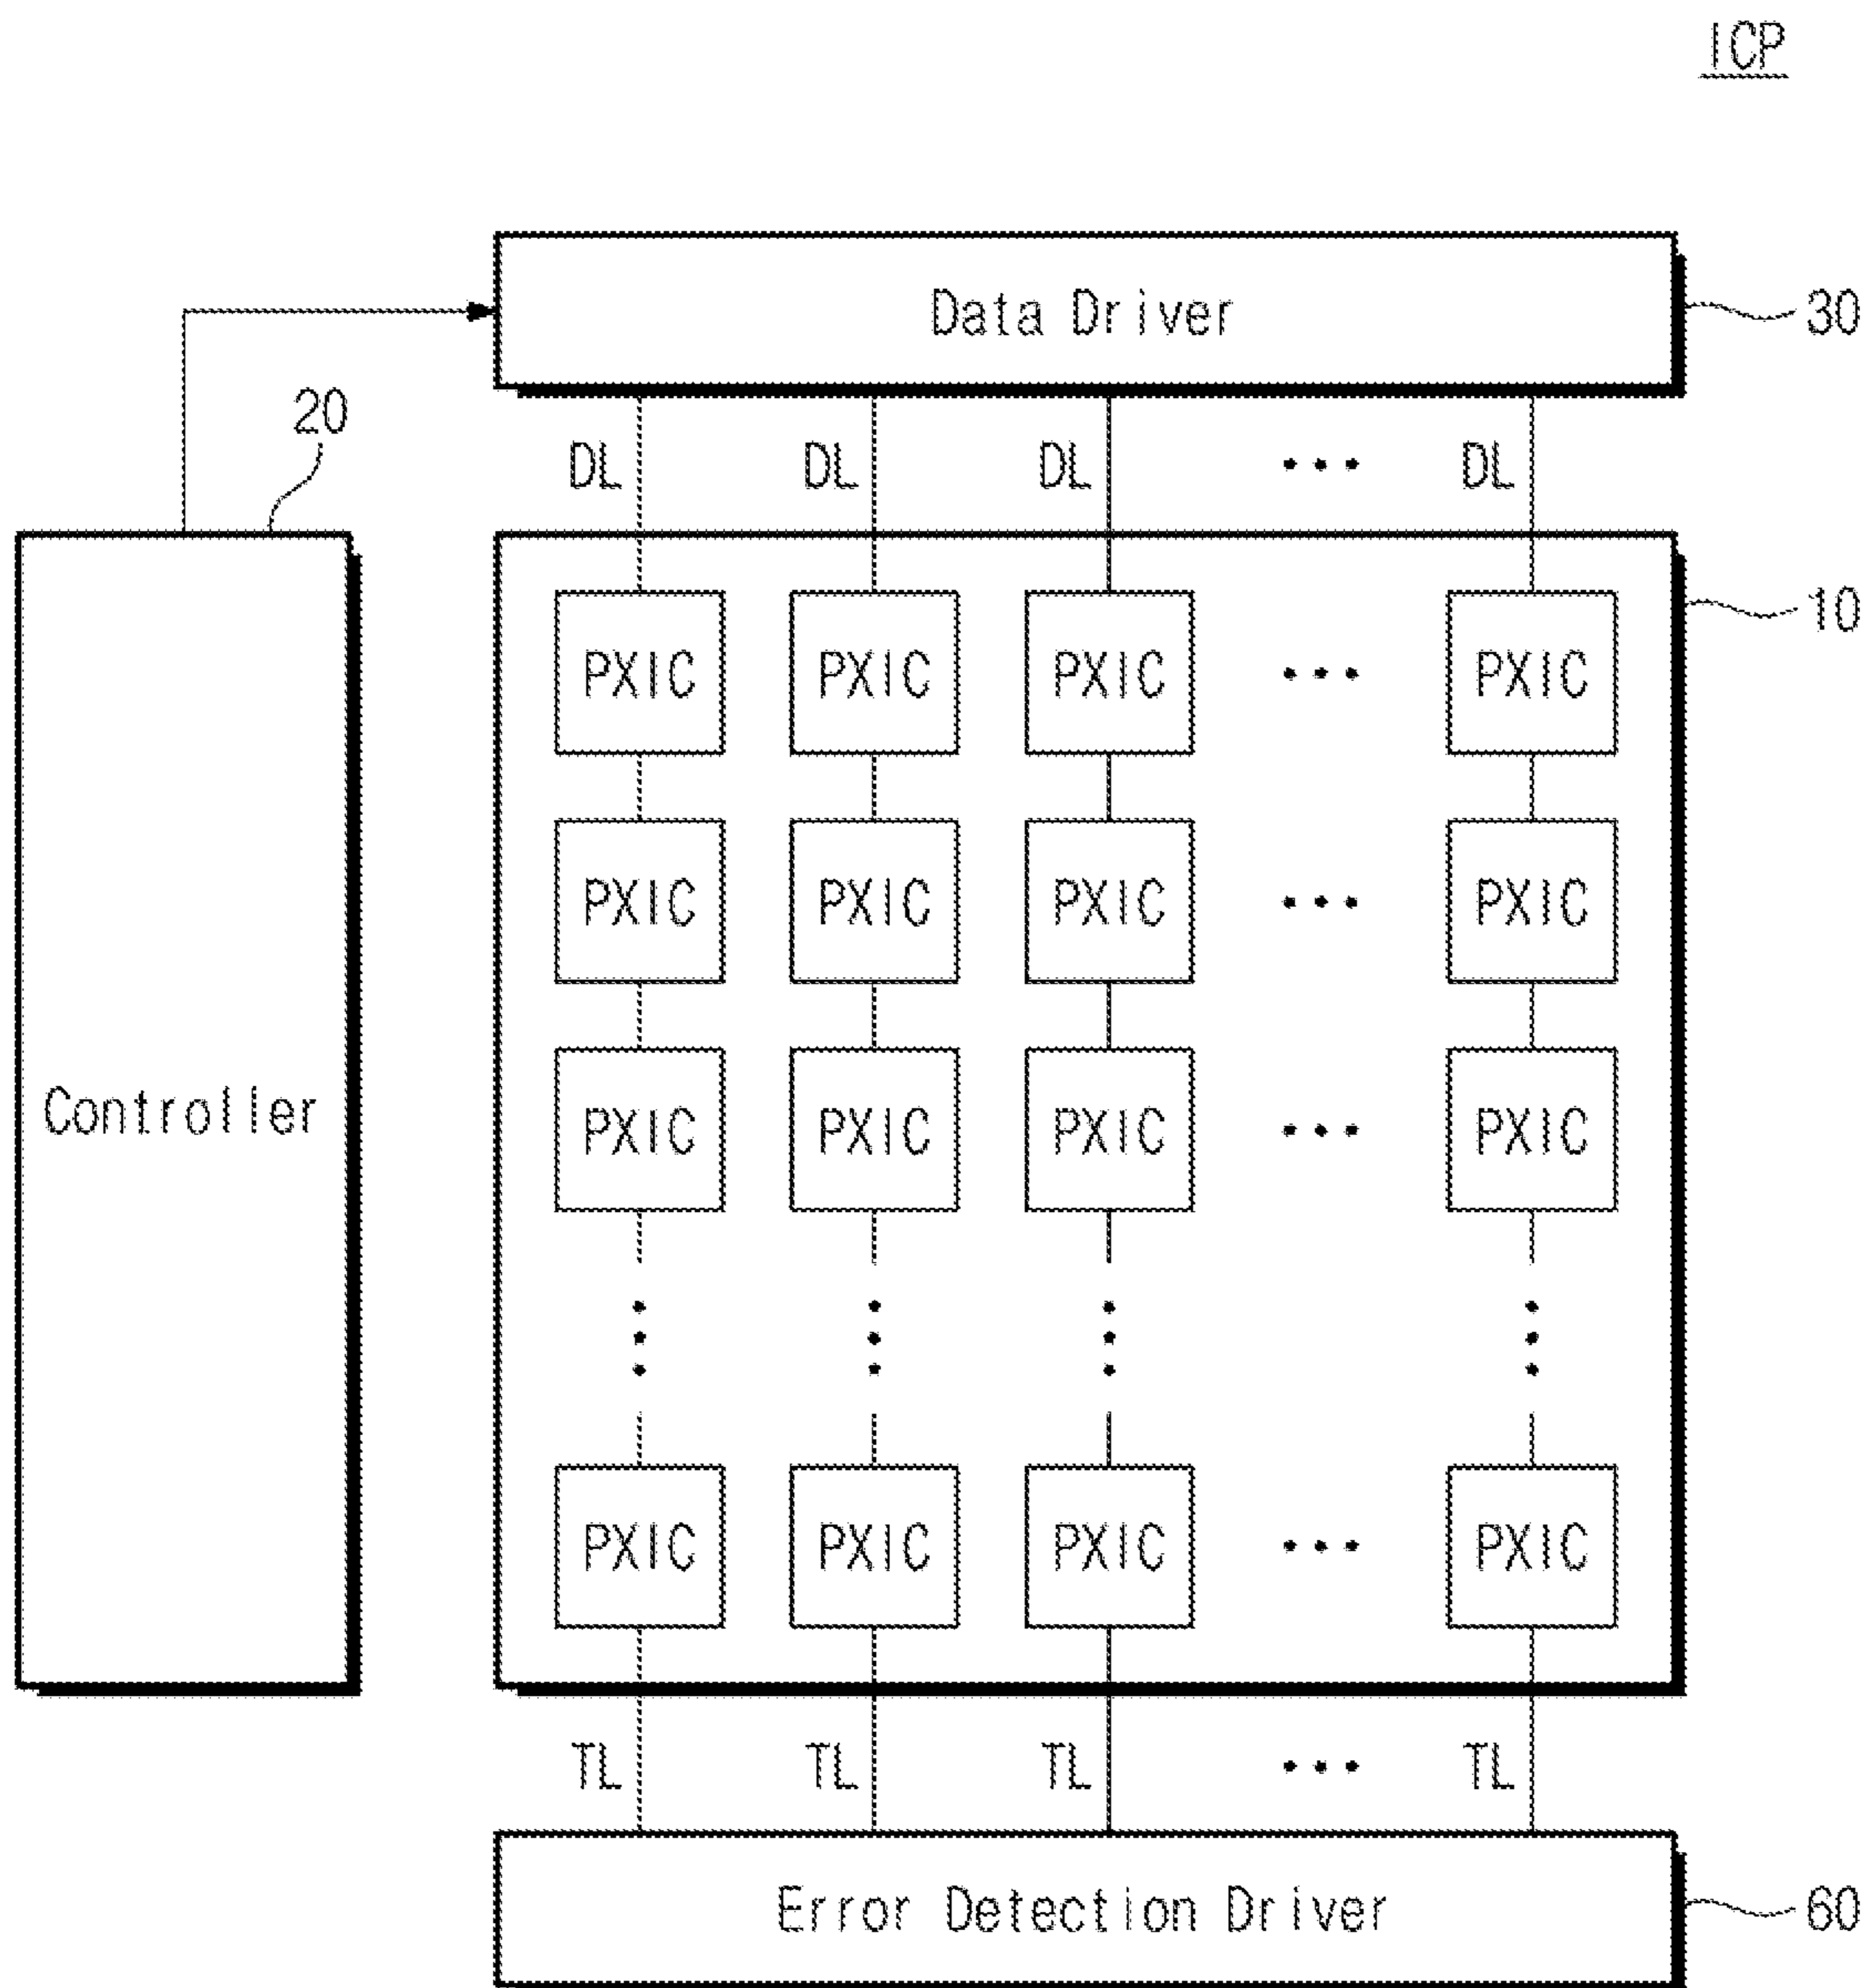 ICP
Data Driver
30
20
DL DL DL ... DL
10
PXIC PXIC PXIC ... PXIC
PXIC PXIC PXIC ... PXIC
Controller
PXIC PXIC PXIC ... PXIC
PXIC PXIC PXIC ... PXIC
TL TL TL ... TL
Error Detection Driver
60